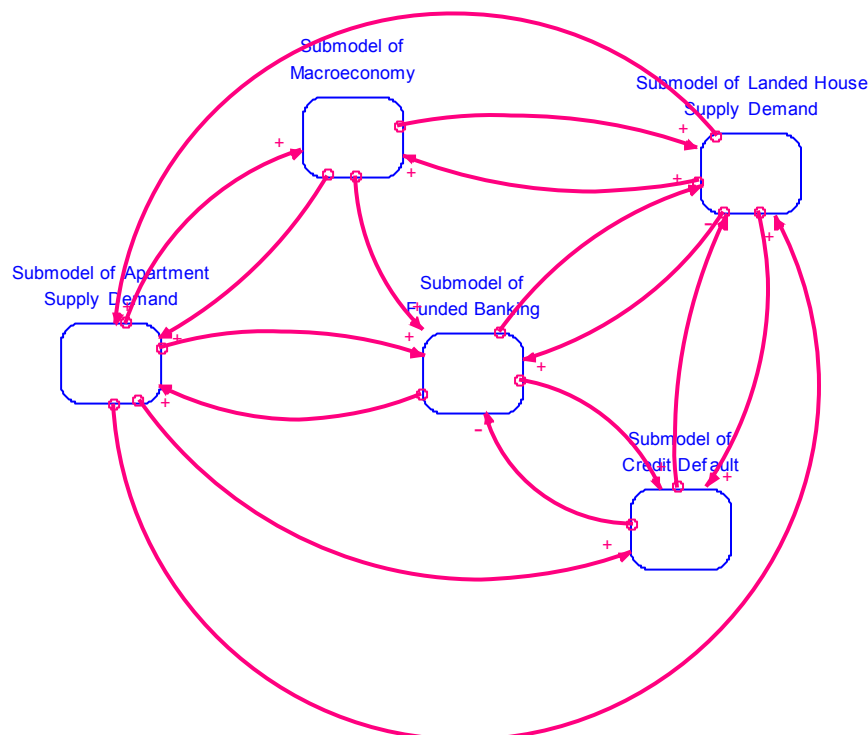 Submodel of
Macroeconomy
Submodel of Landed House
Supply Demand
+
+
+
+
-
+
Submodel of Apartment
Supply Demand
+
Submodel of
Funded Banking
+
+
+
+
+
-
Submodel of
Credit Default
+
+
+